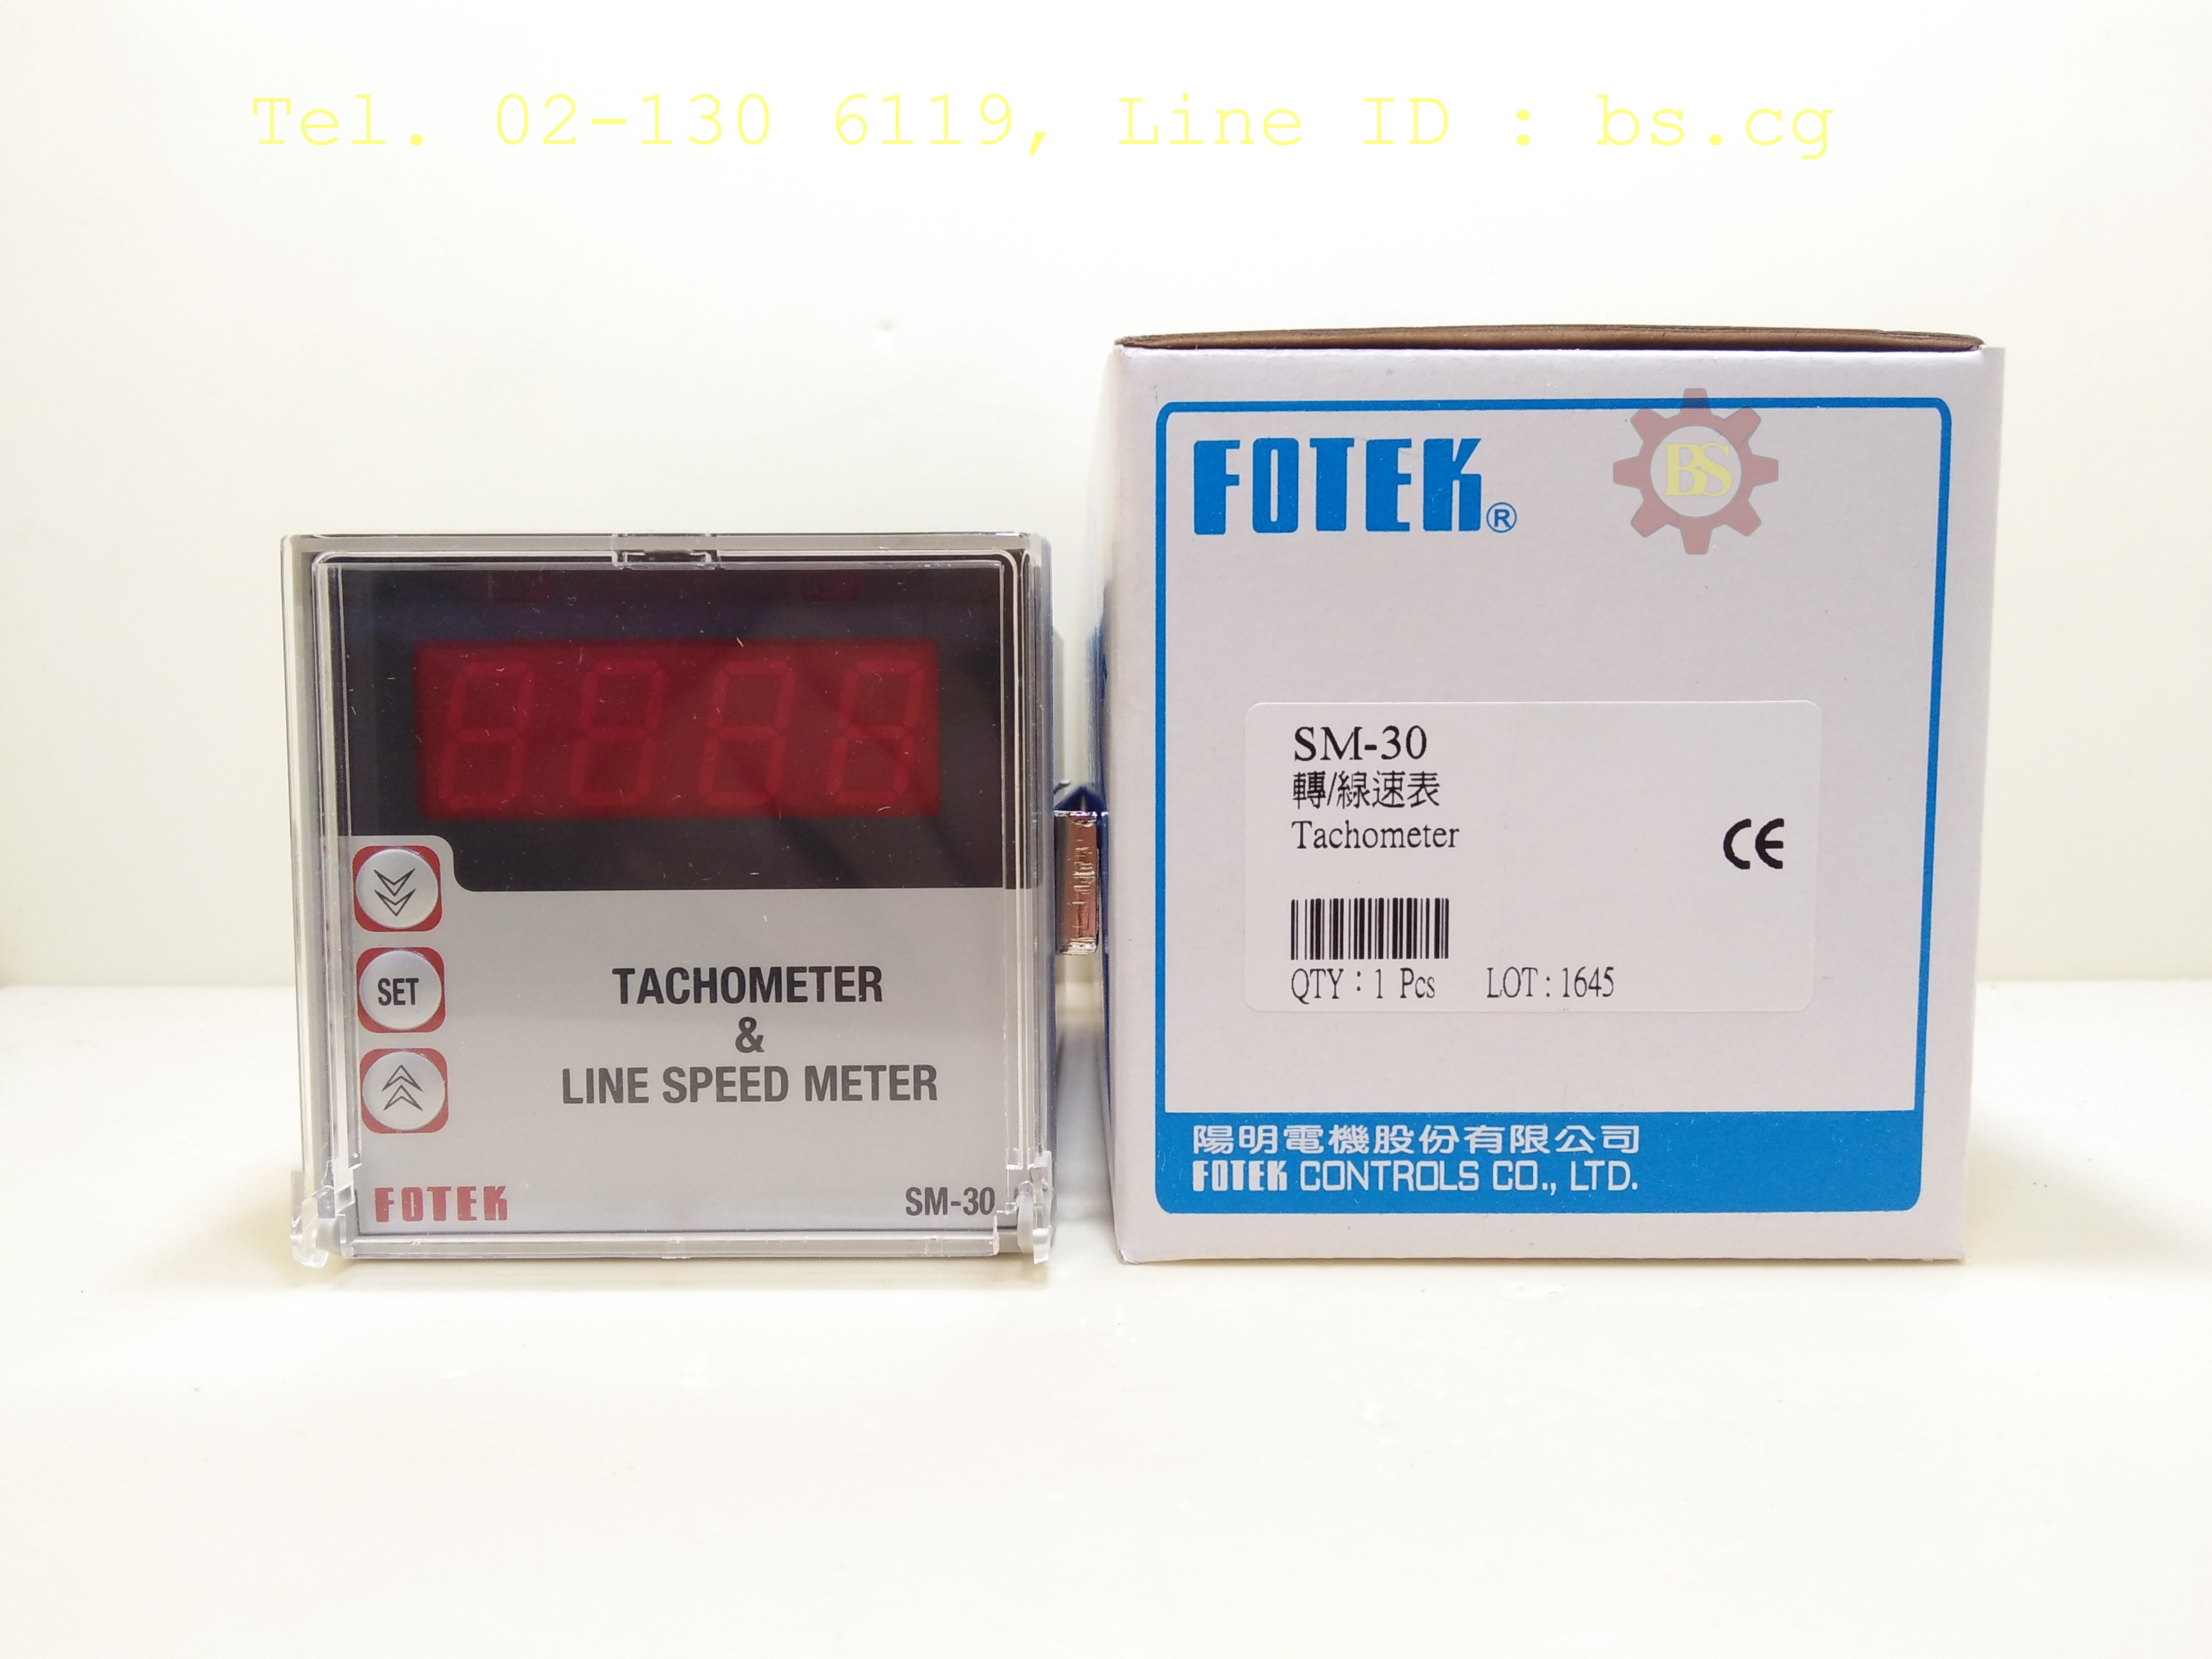 Tel. 02-130 6119, Line ID : bs.cg
SET
TACHOMETER
&
LINE SPEED METER
FOTEK
SM-30
FOTEK®
BS
SM-30
轉/線速表
Tachometer
CE
QTY : 1 Pcs LOT : 1645
陽明電機股份有限公司
FOTEK CONTROLS CO., LTD.